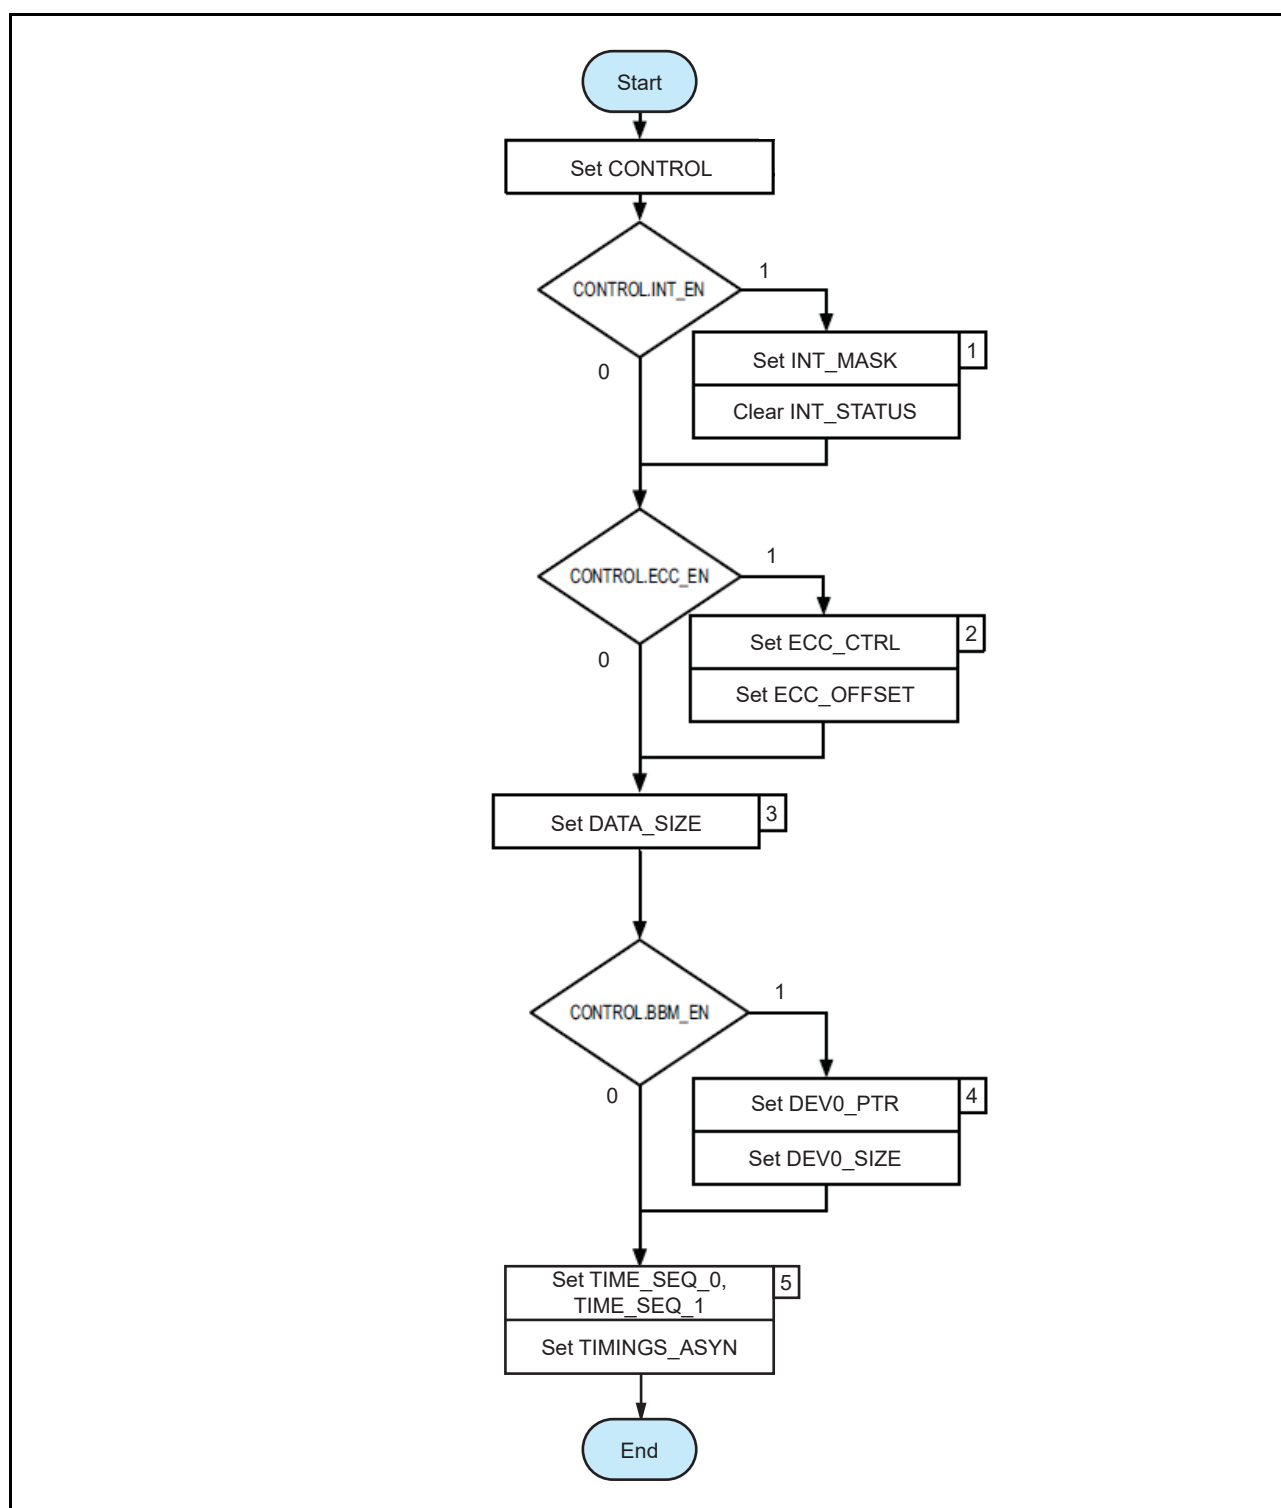 Start
Set CONTROL
CONTROL.INT_EN
1
0
Set INT_MASK
1
Clear INT_STATUS
CONTROL.ECC_EN
1
0
Set ECC_CTRL
2
Set ECC_OFFSET
Set DATA_SIZE
3
CONTROL.BBM_EN
1
0
Set DEV0_PTR
4
Set DEV0_SIZE
Set TIME_SEQ_0,
TIME_SEQ_1
5
Set TIMINGS_ASYN
End